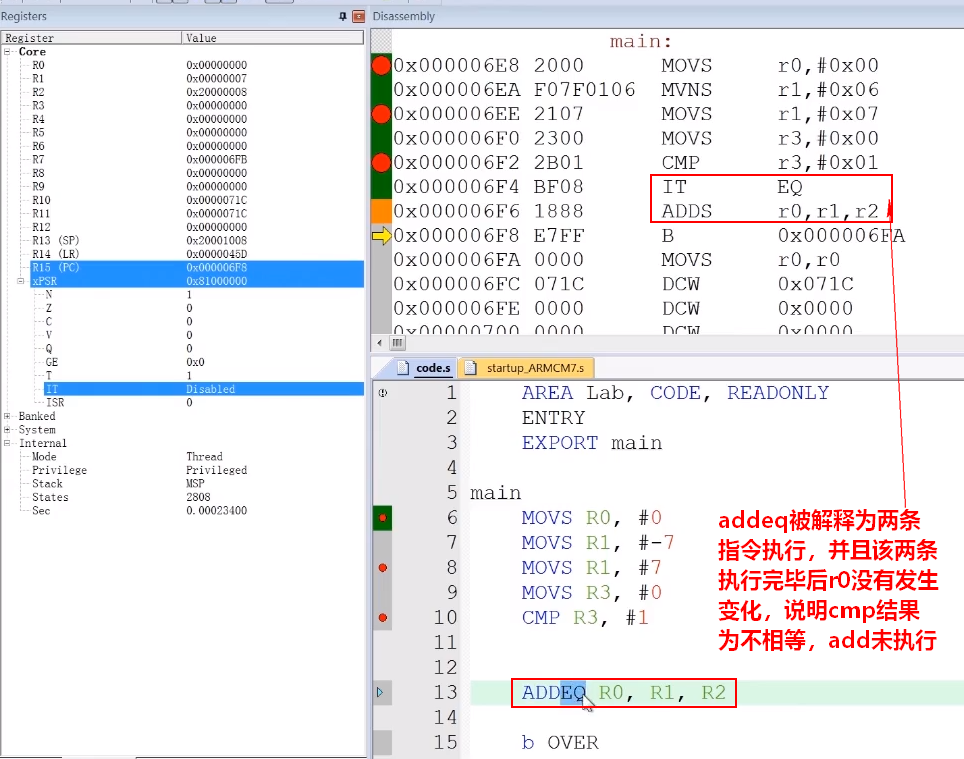 Registers
Register Value
Core
R0 0x00000000
R1 0x00000007
R2 0x20000008
R3 0x00000000
R4 0x00000000
R5 0x00000000
R6 0x00000000
R7 0x000006FB
R8 0x00000000
R9 0x00000000
R10 0x0000071C
R11 0x0000071C
R12 0x00000000
R13 (SP) 0x20001008
R14 (LR) 0x0000045D
R15 (PC) 0x000006F8
xPSR 0x81000000
N 1
Z 0
C 0
V 0
Q 0
GE 0x0
T 1
IT Disabled
ISR 0
Banked
System
Internal
Mode Thread
Privilege Privileged
Stack MSP
States 2808
Sec 0.00023400
Disassembly
main:
0x000006E8 2000 MOVS r0,#0x00
0x000006EA F07F0106 MVNS r1,#0x06
0x000006EE 2107 MOVS r1,#0x07
0x000006F0 2300 MOVS r3,#0x00
0x000006F2 2B01 CMP r3,#0x01
0x000006F4 BF08 IT EQ
0x000006F6 1888 ADDS r0,r1,r2
0x000006F8 E7FF B 0x000006FA
0x000006FA 0000 MOVS r0,r0
0x000006FC 071C DCW 0x071C
0x000006FE 0000 DCW 0x0000
0x00000700 0000 DCW 0x0000
code.s startup_ARMCM7.s
1 AREA Lab, CODE, READONLY
2 ENTRY
3 EXPORT main
4
5 main
6 MOVS R0, #0
7 MOVS R1, #-7
8 MOVS R1, #7
9 MOVS R3, #0
10 CMP R3, #1
11
12
13 ADDEQ R0, R1, R2
14
15 b OVER
addeq被解释为两条
指令执行，并且该两条
执行完毕后r0没有发生
变化，说明cmp结果
为不相等，add未执行